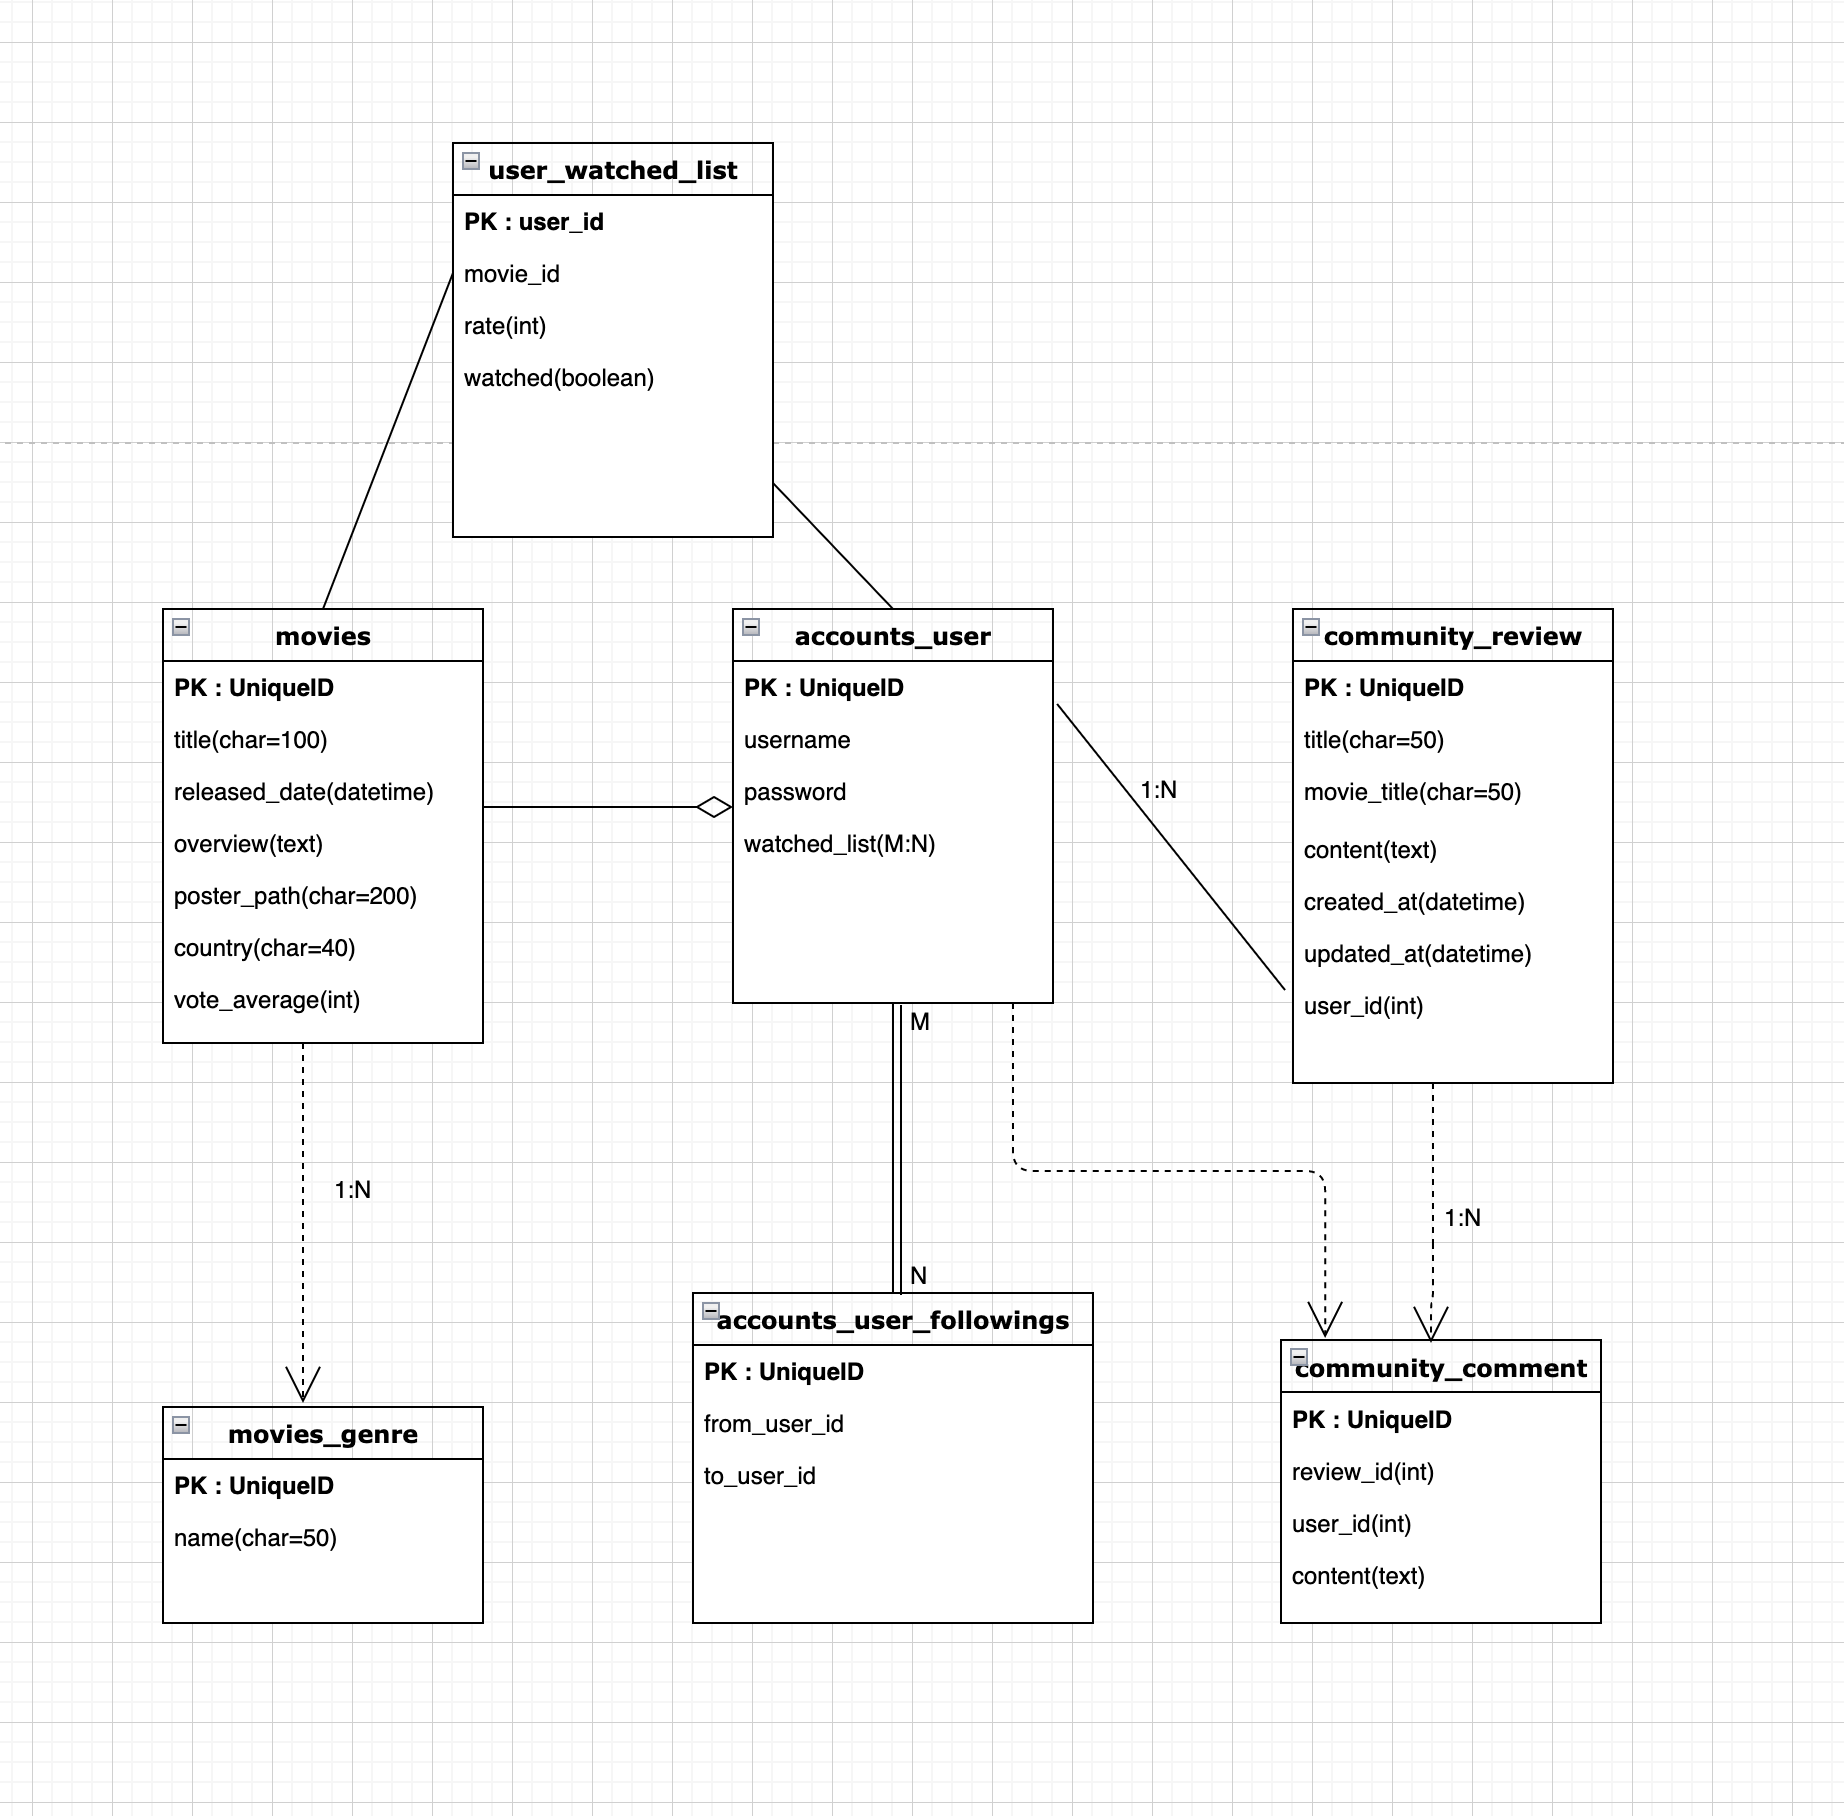 user_watched_list
PK : user_id
movie_id
rate(int)
watched(boolean)
movies
PK : UniqueID
title(char=100)
released_date(datetime)
overview(text)
poster_path(char=200)
country(char=40)
vote_average(int)
accounts_user
PK : UniqueID
username
password
watched_list(M:N)
1:N
community_review
PK : UniqueID
title(char=50)
movie_title(char=50)
content(text)
created_at(datetime)
updated_at(datetime)
user_id(int)
M
1:N
1:N
N
movies_genre
PK : UniqueID
name(char=50)
accounts_user_followings
PK : UniqueID
from_user_id
to_user_id
community_comment
PK : UniqueID
review_id(int)
user_id(int)
content(text)